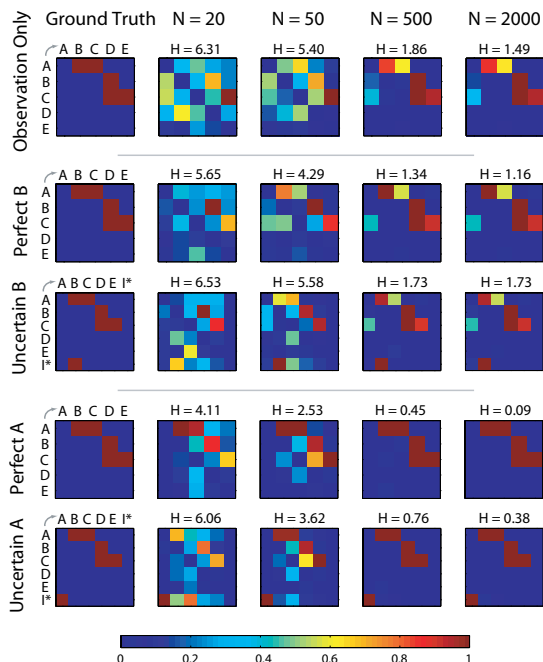 Ground Truth N = 20 N = 50 N = 500 N = 2000
Observation Only
A B C D E H = 6.31 H = 5.40 H = 1.86 H = 1.49
A
B
C
D
E
Perfect B
A B C D E H = 5.65 H = 4.29 H = 1.34 H = 1.16
A
B
C
D
E
Uncertain B
A B C D E I* H = 6.53 H = 5.58 H = 1.73 H = 1.73
A
B
C
D
E
I*
Perfect A
A B C D E H = 4.11 H = 2.53 H = 0.45 H = 0.09
A
B
C
D
E
Uncertain A
A B C D E I* H = 6.06 H = 3.62 H = 0.76 H = 0.38
A
B
C
D
E
I*
0 0.2 0.4 0.6 0.8 1